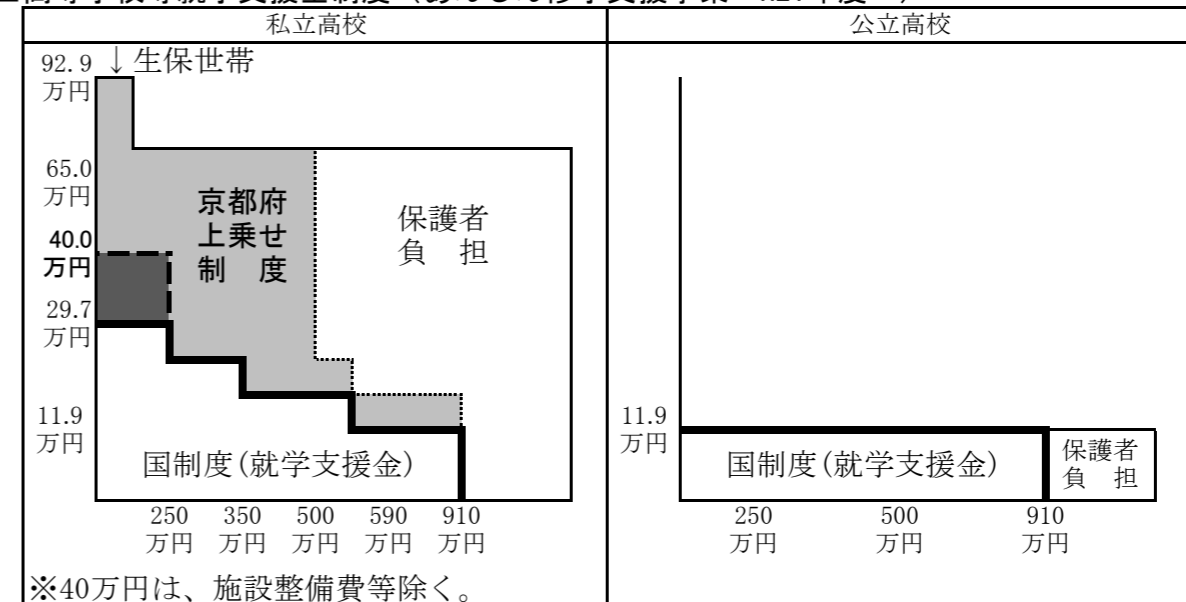 私立高校
公立高校
92.9
万円
↓生保世帯
65.0
万円
40.0
万円
29.7
万円
11.9
万円
京都府
上乗せ
制　度
保護者
負　担
国制度(就学支援金)
250
万円
350
万円
500
万円
590
万円
910
万円
※40万円は、施設整備費等除く。
11.9
万円
国制度(就学支援金)
保護者
負　担
250
万円
500
万円
910
万円